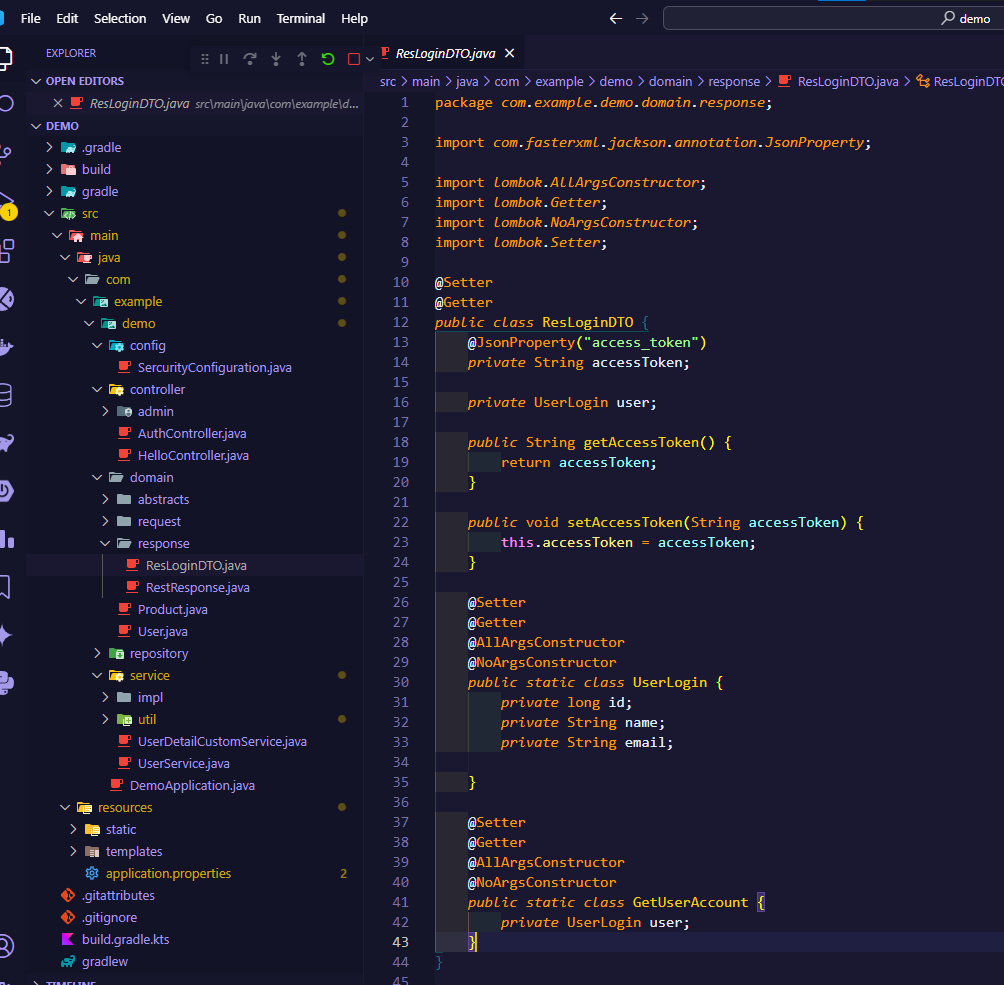 File Edit Selection View Go Run Terminal Help
demo
EXPLORER
OPEN EDITORS
ResLoginDTO.java src\main\java\com\example\d...
DEMO
.gradle
build
gradle
src
main
java
com
example
demo
config
SercurityConfiguration.java
controller
admin
AuthController.java
HelloController.java
domain
abstracts
request
response
ResLoginDTO.java
RestResponse.java
Product.java
User.java
repository
service
impl
util
UserDetailCustomService.java
UserService.java
DemoApplication.java
resources
static
templates
application.properties 2
.gitattributes
.gitignore
build.gradle.kts
gradlew
TIMELINE
1
ResLoginDTO.java
src > main > java > com > example > demo > domain > response > ResLoginDTO.java > ResLoginDTO
1 package com.example.demo.domain.response;
2
3 import com.fasterxml.jackson.annotation.JsonProperty;
4
5 import lombok.AllArgsConstructor;
6 import lombok.Getter;
7 import lombok.NoArgsConstructor;
8 import lombok.Setter;
9
10 @Setter
11 @Getter
12 public class ResLoginDTO {
13 @JsonProperty("access_token")
14 private String accessToken;
15
16 private UserLogin user;
17
18 public String getAccessToken() {
19 return accessToken;
20 }
21
22 public void setAccessToken(String accessToken) {
23 this.accessToken = accessToken;
24 }
25
26 @Setter
27 @Getter
28 @AllArgsConstructor
29 @NoArgsConstructor
30 public static class UserLogin {
31 private long id;
32 private String name;
33 private String email;
34
35 }
36
37 @Setter
38 @Getter
39 @AllArgsConstructor
40 @NoArgsConstructor
41 public static class GetUserAccount {
42 private UserLogin user;
43 }
44 }
45